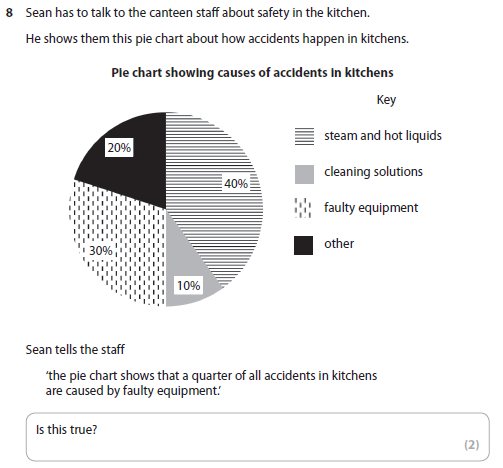 8 Sean has to talk to the canteen staff about safety in the kitchen.
He shows them this pie chart about how accidents happen in kitchens.
Pie chart showing causes of accidents in kitchens
Key
steam and hot liquids
cleaning solutions
faulty equipment
other
20%
40%
30%
10%
Sean tells the staff
‘the pie chart shows that a quarter of all accidents in kitchens
are caused by faulty equipment.’
Is this true?
(2)